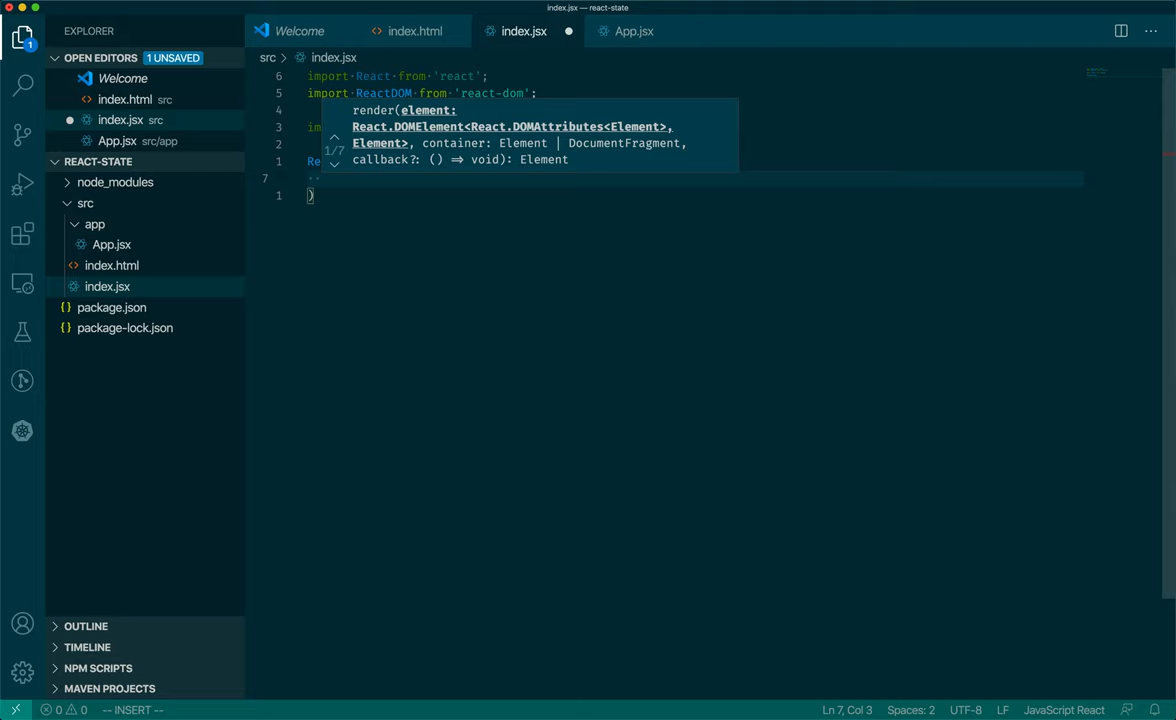 index.jsx — react-state
EXPLORER
OPEN EDITORS 1 UNSAVED
Welcome
index.html src
index.jsx src
App.jsx src/app
REACT-STATE
node_modules
src
app
App.jsx
index.html
index.jsx
package.json
package-lock.json
OUTLINE
TIMELINE
NPM SCRIPTS
MAVEN PROJECTS
1
Welcome
index.html
index.jsx
App.jsx
src > index.jsx
6 import·React·from·'react';
5 import·ReactDOM·from·'react-dom';
4
3 im
2
1 Re
7 ··
1 )
render(element:
React.DOMElement<React.DOMAttributes<Element>,
Element>, container: Element | DocumentFragment,
callback?: () => void): Element
1/7
0 0 -- INSERT -- Ln 7, Col 3 Spaces: 2 UTF-8 LF JavaScript React